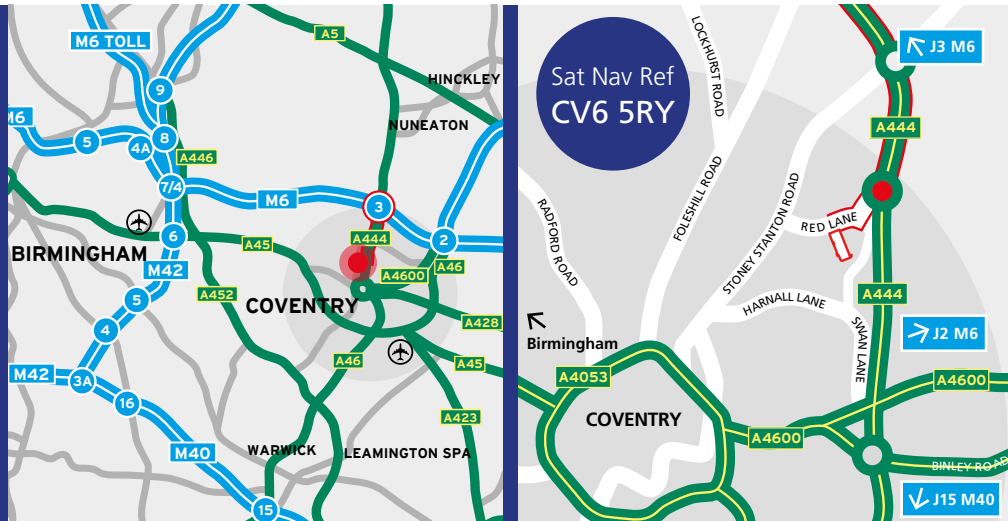 M6 TOLL
A5
HINCKLEY
9
M6
NUNEATON
5
4A
8
A446
7/4
M6
3
BIRMINGHAM
6
A45
A444
2
M42
A4600
A46
5
A452
COVENTRY
4
A428
M42
3A
A46
A45
16
A423
M40
WARWICK
LEAMINGTON SPA
15
Sat Nav Ref
CV6 5RY
LOCKHURST ROAD
J3 M6
A444
FOLESHILL ROAD
STONEY STANTON ROAD
RADFORD ROAD
RED LANE
A444
HARNALL LANE
SWAN LANE
Birmingham
J2 M6
A4053
A4600
COVENTRY
A4600
BINLEY ROAD
J15 M40